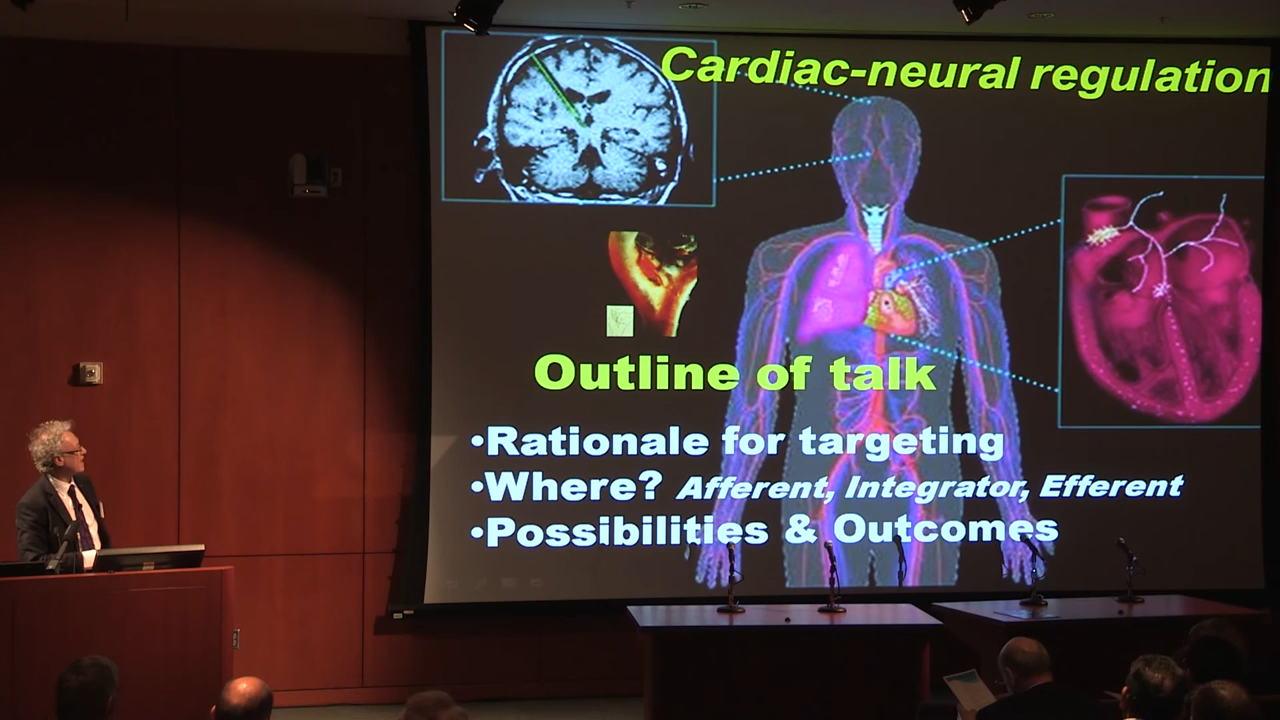 Cardiac-neural regulation
Outline of talk
•Rationale for targeting
•Where? Afferent, Integrator, Efferent
•Possibilities & Outcomes